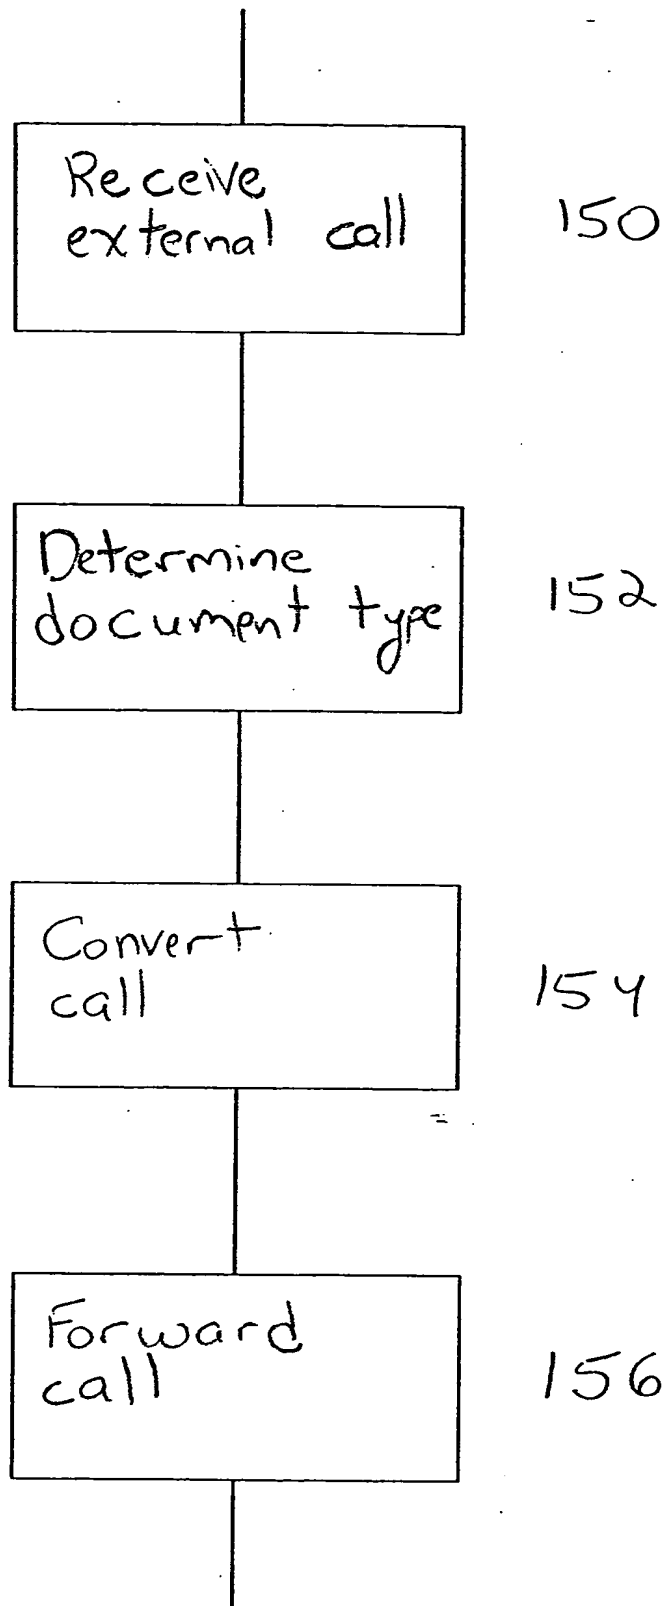 Receive
external call
150
Determine
document type
152
Convert
call
154
Forward
call
156